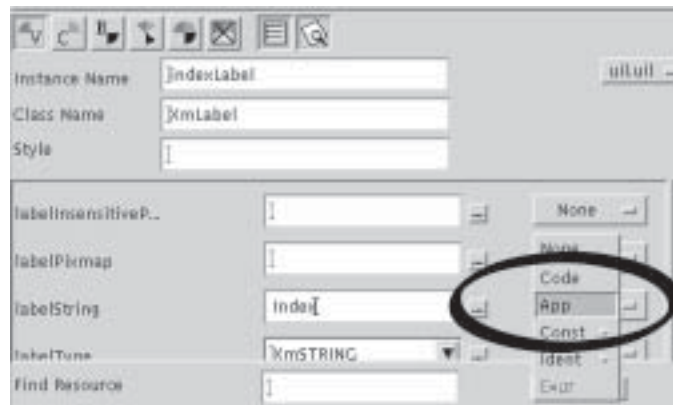 V C
Instance Name IndexLabel uil.uil
Class Name XmLabel
Style
labelInsensitiveP... None
labelPixmap None
Code
labelString Index App
Const
labelType XmSTRING Ident
Find Resource Expr